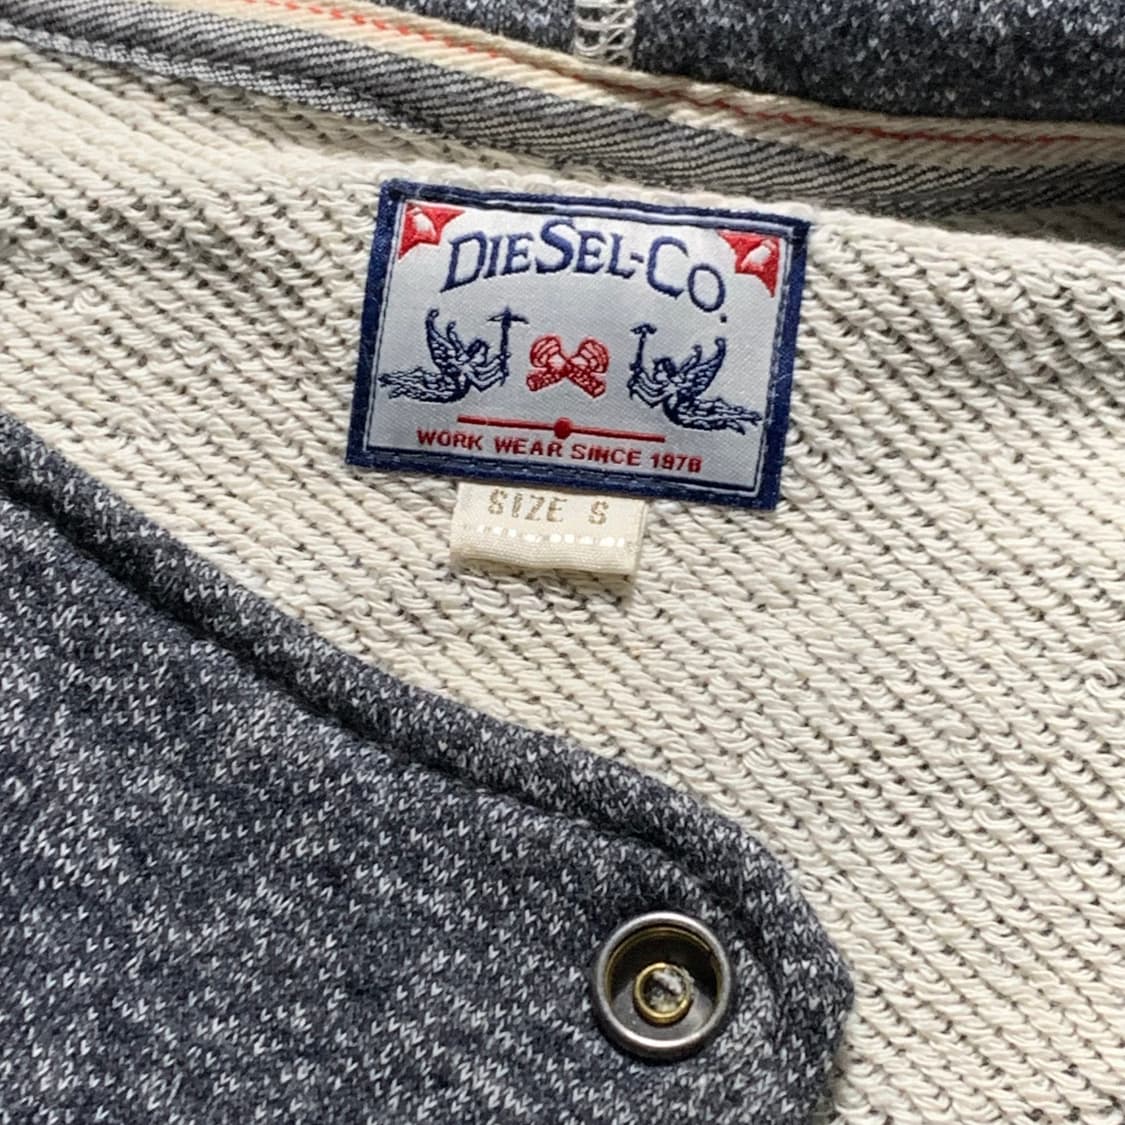 DIESEL-CO.
WORK WEAR SINCE 1978
SIZE S